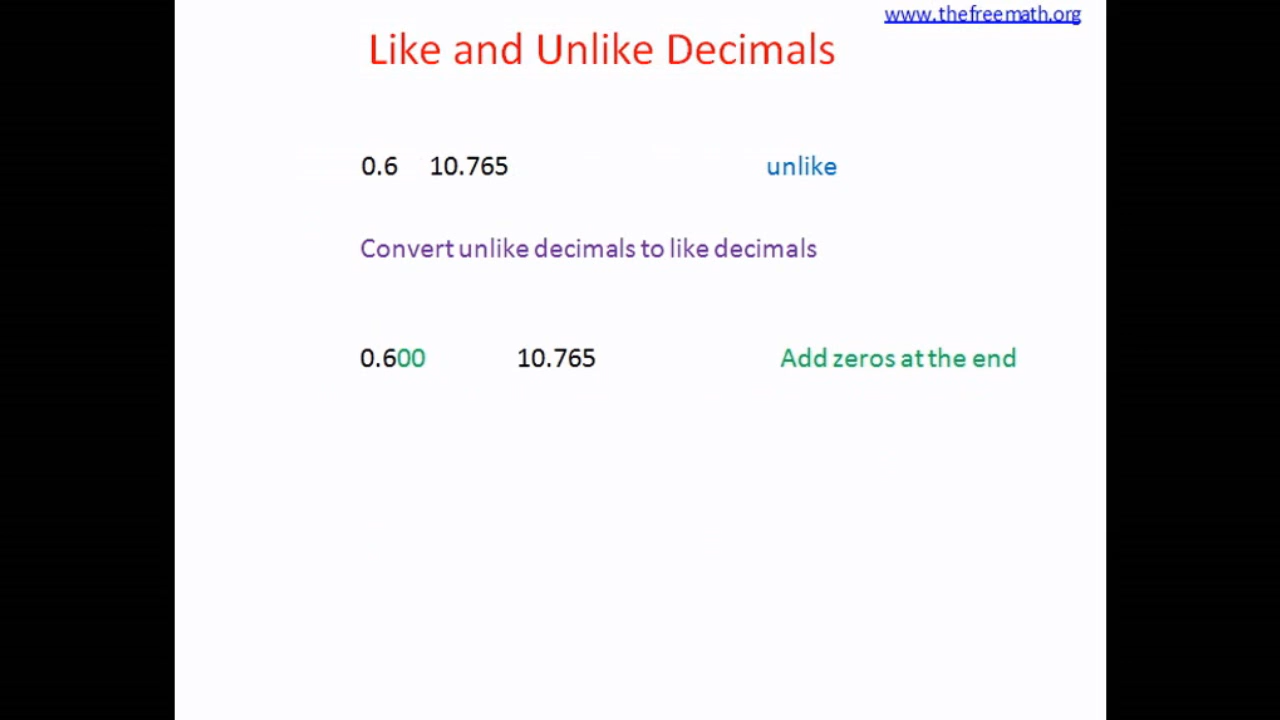 www.thefreemath.org
Like and Unlike Decimals
0.6 10.765 unlike
Convert unlike decimals to like decimals
0.600 10.765 Add zeros at the end